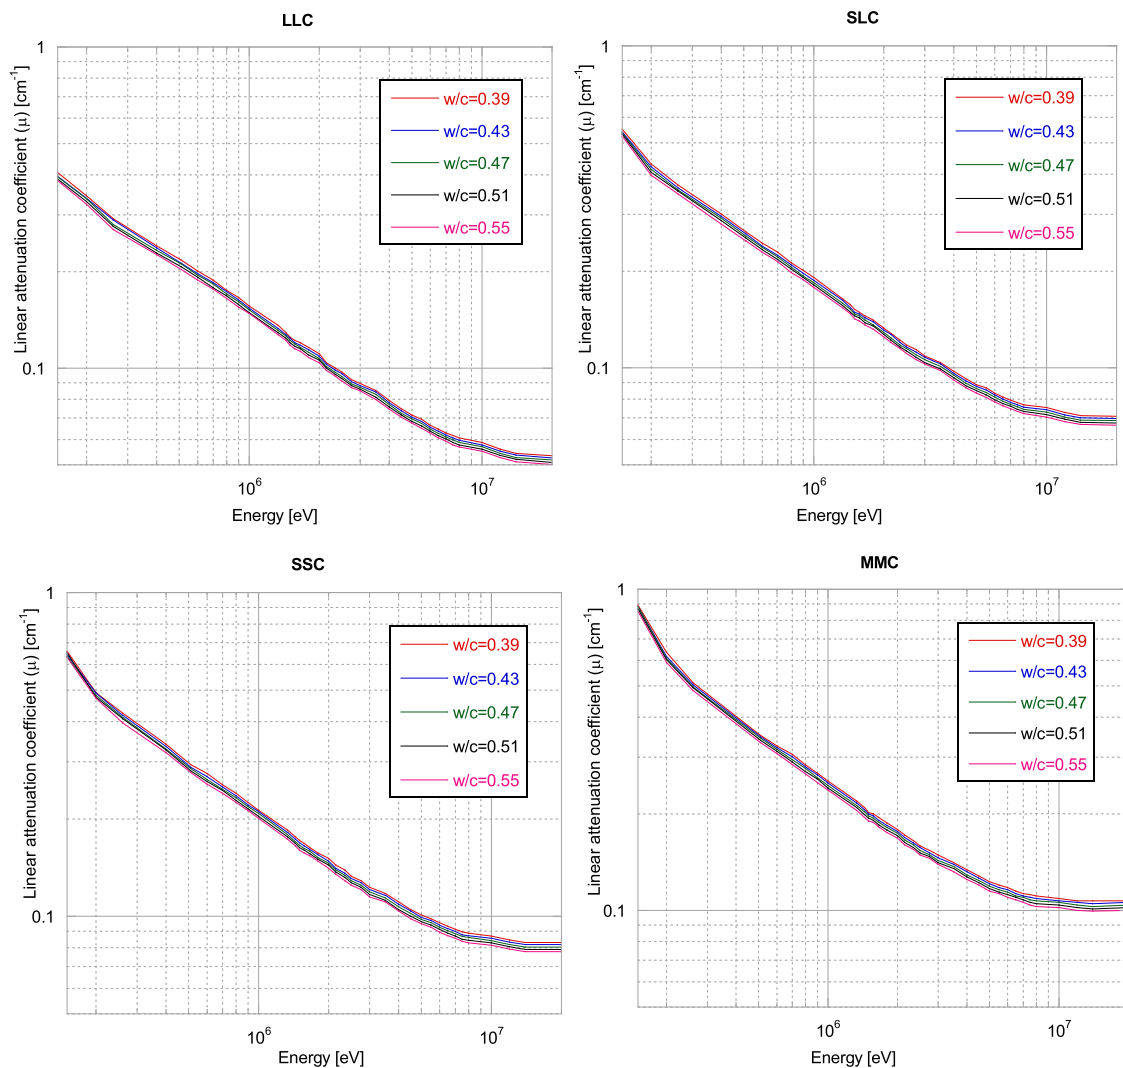 LLC
Linear attenuation coefficient (μ) [cm⁻¹]
1
0.1
w/c=0.39
w/c=0.43
w/c=0.47
w/c=0.51
w/c=0.55
10⁶
10⁷
Energy [eV]
SLC
Linear attenuation coefficient (μ) [cm⁻¹]
1
0.1
w/c=0.39
w/c=0.43
w/c=0.47
w/c=0.51
w/c=0.55
10⁶
10⁷
Energy [eV]
SSC
Linear attenuation coefficient (μ) [cm⁻¹]
1
0.1
w/c=0.39
w/c=0.43
w/c=0.47
w/c=0.51
w/c=0.55
10⁶
10⁷
Energy [eV]
MMC
Linear attenuation coefficient (μ) [cm⁻¹]
1
0.1
w/c=0.39
w/c=0.43
w/c=0.47
w/c=0.51
w/c=0.55
10⁶
10⁷
Energy [eV]